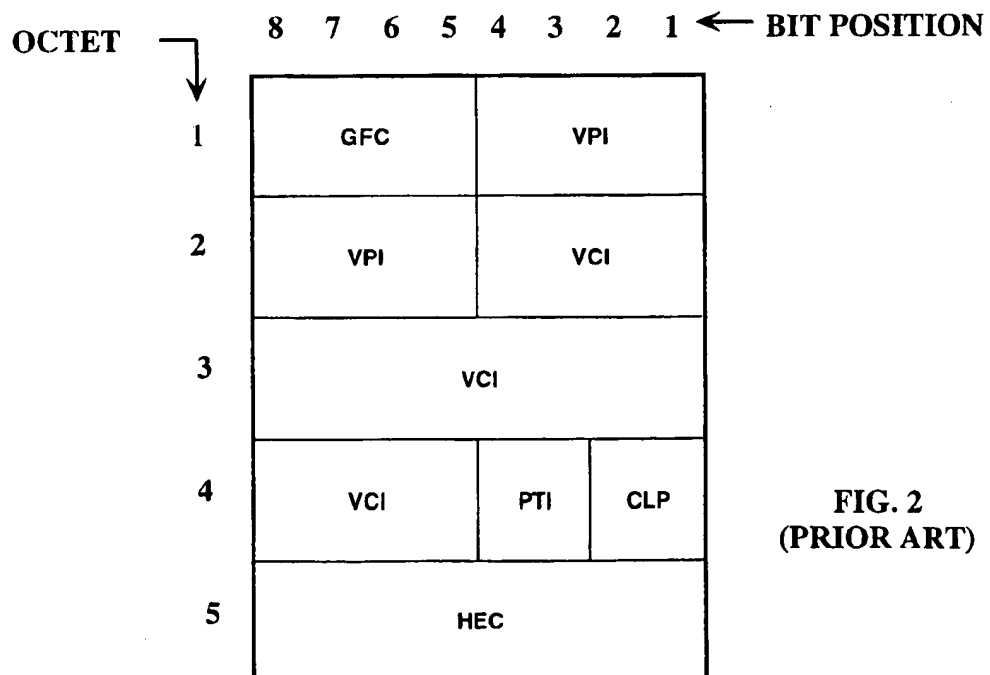 8 7 6 5 4 3 2 1 BIT POSITION
OCTET
1 GFC VPI
2 VPI VCI
3 VCI
4 VCI PTI CLP
FIG. 2
(PRIOR ART)
5 HEC